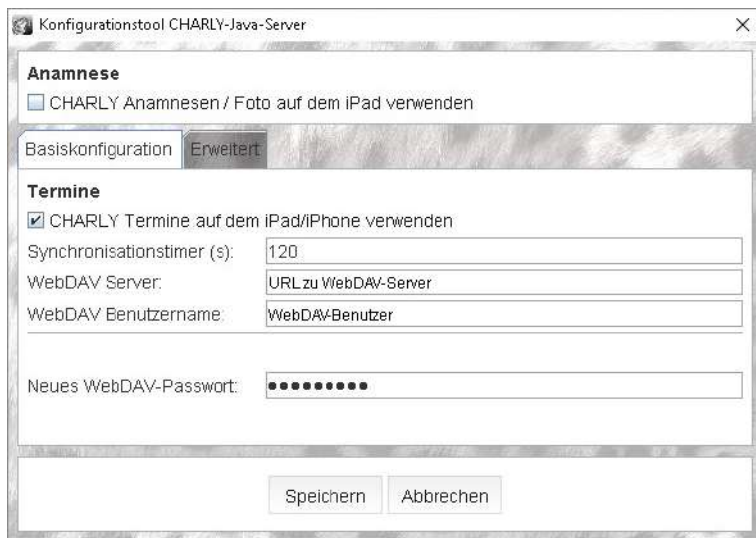 Konfigurationstool CHARLY-Java-Server
Anamnese
CHARLY Anamnesen / Foto auf dem iPad verwenden
Basiskonfiguration Erweitert
Termine
CHARLY Termine auf dem iPad/iPhone verwenden
Synchronisationstimer (s): 120
WebDAV Server: URL zu WebDAV-Server
WebDAV Benutzername: WebDAV-Benutzer
Neues WebDAV-Passwort: ●●●●●●●●●
Speichern Abbrechen